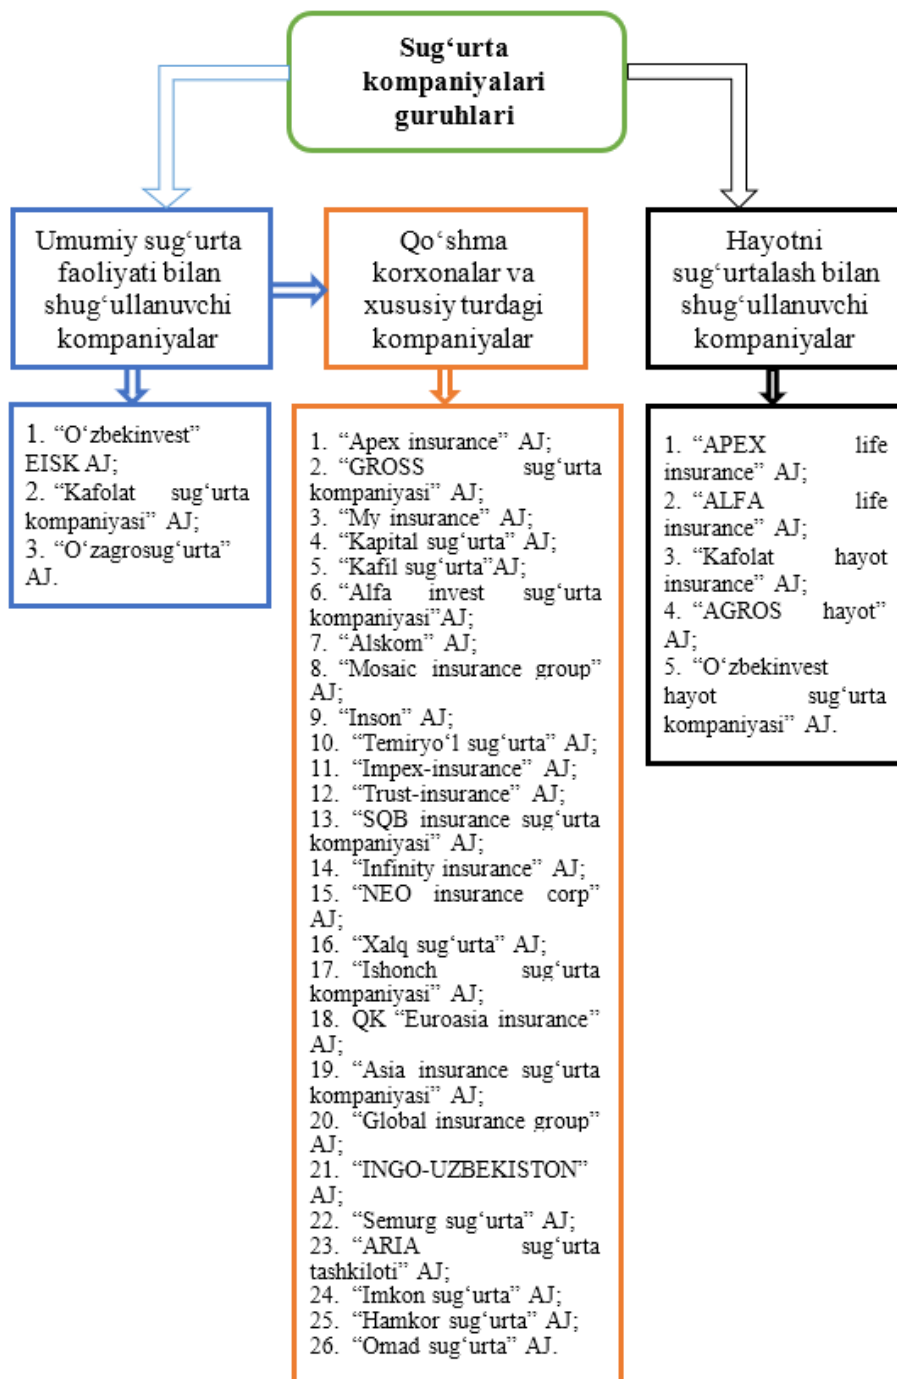 Sug‘urta
kompaniyalari
guruhlari
Umumiy sug‘urta
faoliyati bilan
shug‘ullanuvchi
kompaniyalar
Qo‘shma
korxonalar va
xususiy turdagi
kompaniyalar
Hayotni
sug‘urtalash bilan
shug‘ullanuvchi
kompaniyalar
1. “O‘zbekinvest”
EISK AJ;
2. “Kafolat sug‘urta
kompaniyasi” AJ;
3. “O‘zagrosug‘urta”
AJ.
1. “Apex insurance” AJ;
2. “GROSS sug‘urta
kompaniyasi” AJ;
3. “My insurance” AJ;
4. “Kapital sug‘urta” AJ;
5. “Kafil sug‘urta”AJ;
6. “Alfa invest sug‘urta
kompaniyasi”AJ;
7. “Alskom” AJ;
8. “Mosaic insurance group”
AJ;
9. “Inson” AJ;
10. “Temiryo‘l sug‘urta” AJ;
11. “Impex-insurance” AJ;
12. “Trust-insurance” AJ;
13. “SQB insurance sug‘urta
kompaniyasi” AJ;
14. “Infinity insurance” AJ;
15. “NEO insurance corp”
AJ;
16. “Xalq sug‘urta” AJ;
17. “Ishonch sug‘urta
kompaniyasi” AJ;
18. QK “Euroasia insurance”
AJ;
19. “Asia insurance sug‘urta
kompaniyasi” AJ;
20. “Global insurance group”
AJ;
21. “INGO-UZBEKISTON”
AJ;
22. “Semurg sug‘urta” AJ;
23. “ARIA sug‘urta
tashkiloti” AJ;
24. “Imkon sug‘urta” AJ;
25. “Hamkor sug‘urta” AJ;
26. “Omad sug‘urta” AJ.
1. “APEX life
insurance” AJ;
2. “ALFA life
insurance” AJ;
3. “Kafolat hayot
insurance” AJ;
4. “AGROS hayot”
AJ;
5. “O‘zbekinvest
hayot sug‘urta
kompaniyasi” AJ.